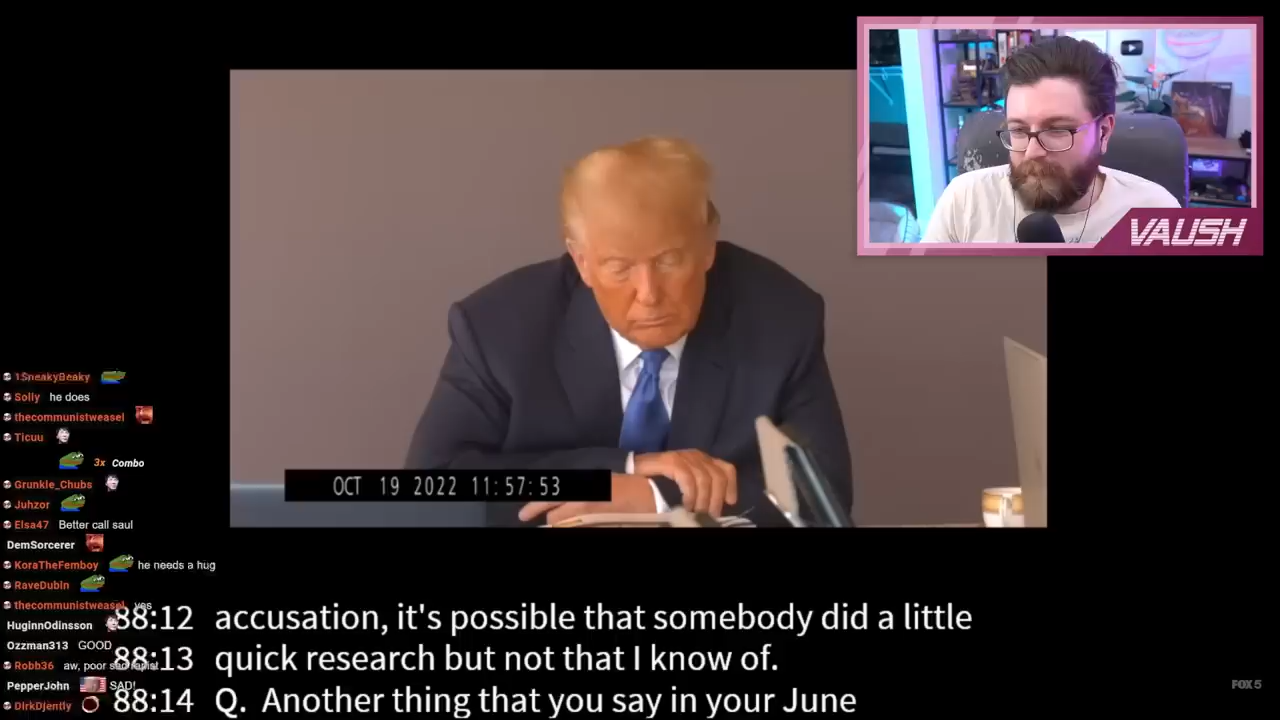 VAUSH
1SneakyBeaky
Solly he does
thecommunistweasel
Ticuu
3x Combo
Grunkle_Chubs
Juhzor
Elsa47 Better call saul
DemSorcerer
KoraTheFemboy he needs a hug
RaveDubln
thecommunistweasel yes
HuginnOdinsson
Ozzman313 GOOD
Robb36 aw, poor sad rapist
PepperJohn SAD!
DirkDjently
OCT 19 2022 11:57:53
88:12 accusation, it's possible that somebody did a little
88:13 quick research but not that I know of.
88:14 Q. Another thing that you say in your June
FOX 5